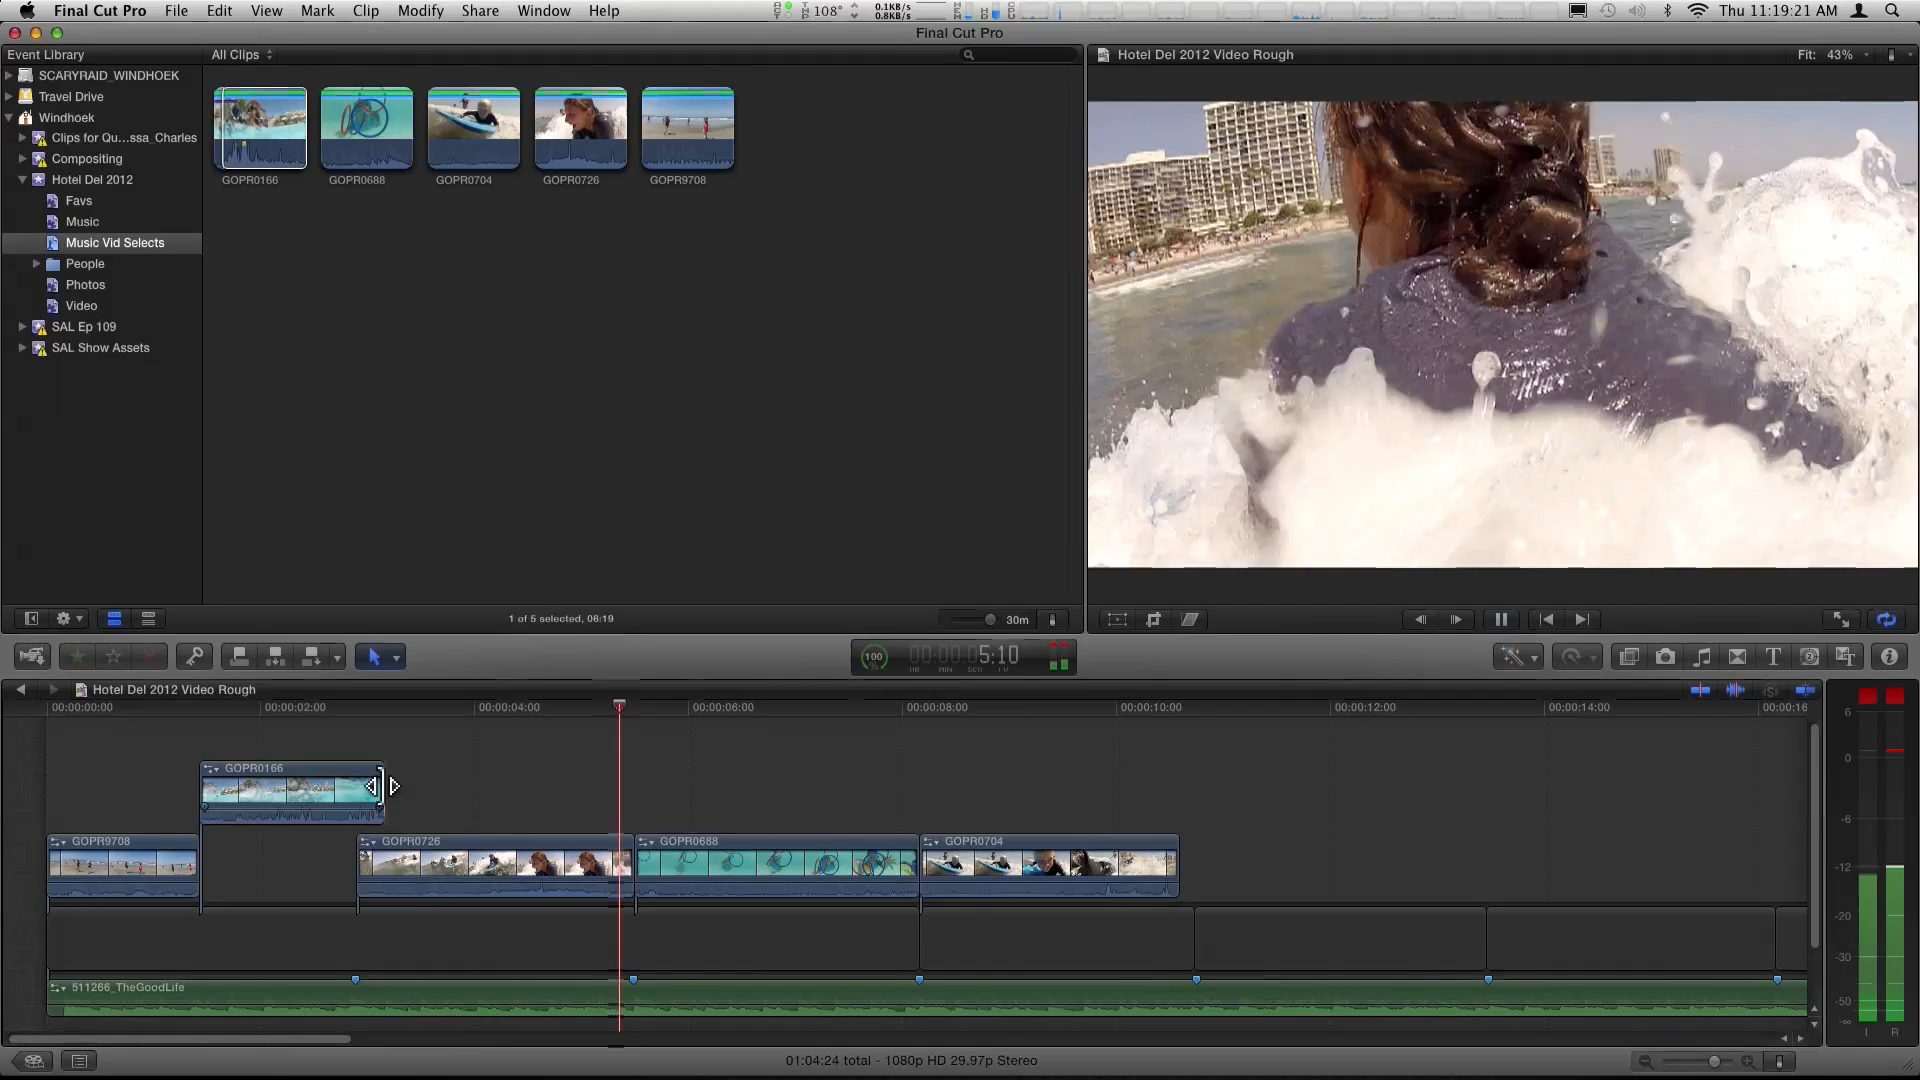 Final Cut Pro File Edit View Mark Clip Modify Share Window Help
108° 0.1KB/s 0.8KB/s Thu 11:19:21 AM
Final Cut Pro
Event Library
All Clips
Hotel Del 2012 Video Rough
Fit: 43%
SCARYRAID_WINDHOEK
Travel Drive
Windhoek
Clips for Qu...ssa_Charles
Compositing
Hotel Del 2012
Favs
Music
Music Vid Selects
People
Photos
Video
SAL Ep 109
SAL Show Assets
GOPR0166 GOPR0688 GOPR0704 GOPR0726 GOPR9708
1 of 5 selected, 06:19
30m
100 %
00:00:05:10
HR MIN SEC FR
Hotel Del 2012 Video Rough
00:00:00:00 00:00:02:00 00:00:04:00 00:00:06:00 00:00:08:00 00:00:10:00 00:00:12:00 00:00:14:00 00:00:16
GOPR0166
GOPR9708 GOPR0726 GOPR0688 GOPR0704
511266_TheGoodLife
6
0
-6
-12
-20
-30
-50
-∞
L R
01:04:24 total - 1080p HD 29.97p Stereo